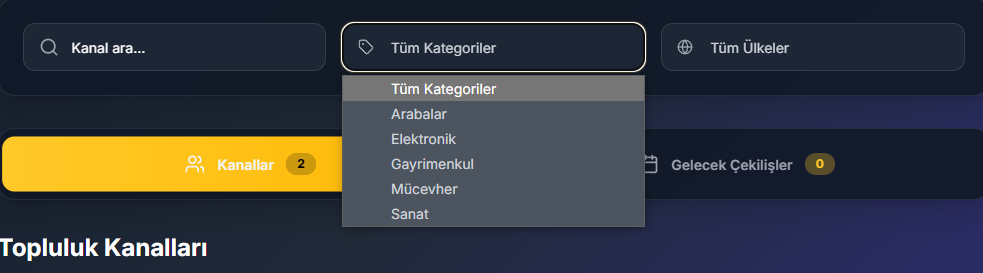 Kanal ara...
Tüm Kategoriler
Tüm Ülkeler
Tüm Kategoriler
Arabalar
Elektronik
Gayrimenkul
Mücevher
Sanat
Kanallar 2
Gelecek Çekilişler 0
Topluluk Kanalları